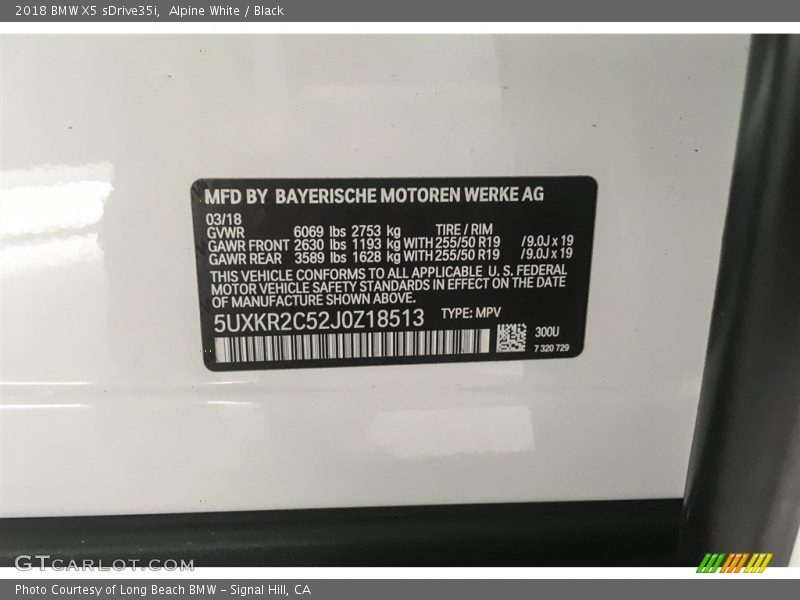 2018 BMW X5 sDrive35i,  Alpine White / Black
MFD BY BAYERISCHE MOTOREN WERKE AG
03/18
GVWR 6069 lbs 2753 kg TIRE / RIM
GAWR FRONT 2630 lbs 1193 kg WITH 255/50 R19 /9.0J x 19
GAWR REAR 3589 lbs 1628 kg WITH 255/50 R19 /9.0J x 19
THIS VEHICLE CONFORMS TO ALL APPLICABLE U. S. FEDERAL
MOTOR VEHICLE SAFETY STANDARDS IN EFFECT ON THE DATE
OF MANUFACTURE SHOWN ABOVE.
5UXKR2C52J0Z18513 TYPE: MPV
300U
7 320 729
GTCARLOT.COM
Photo Courtesy of Long Beach BMW - Signal Hill, CA